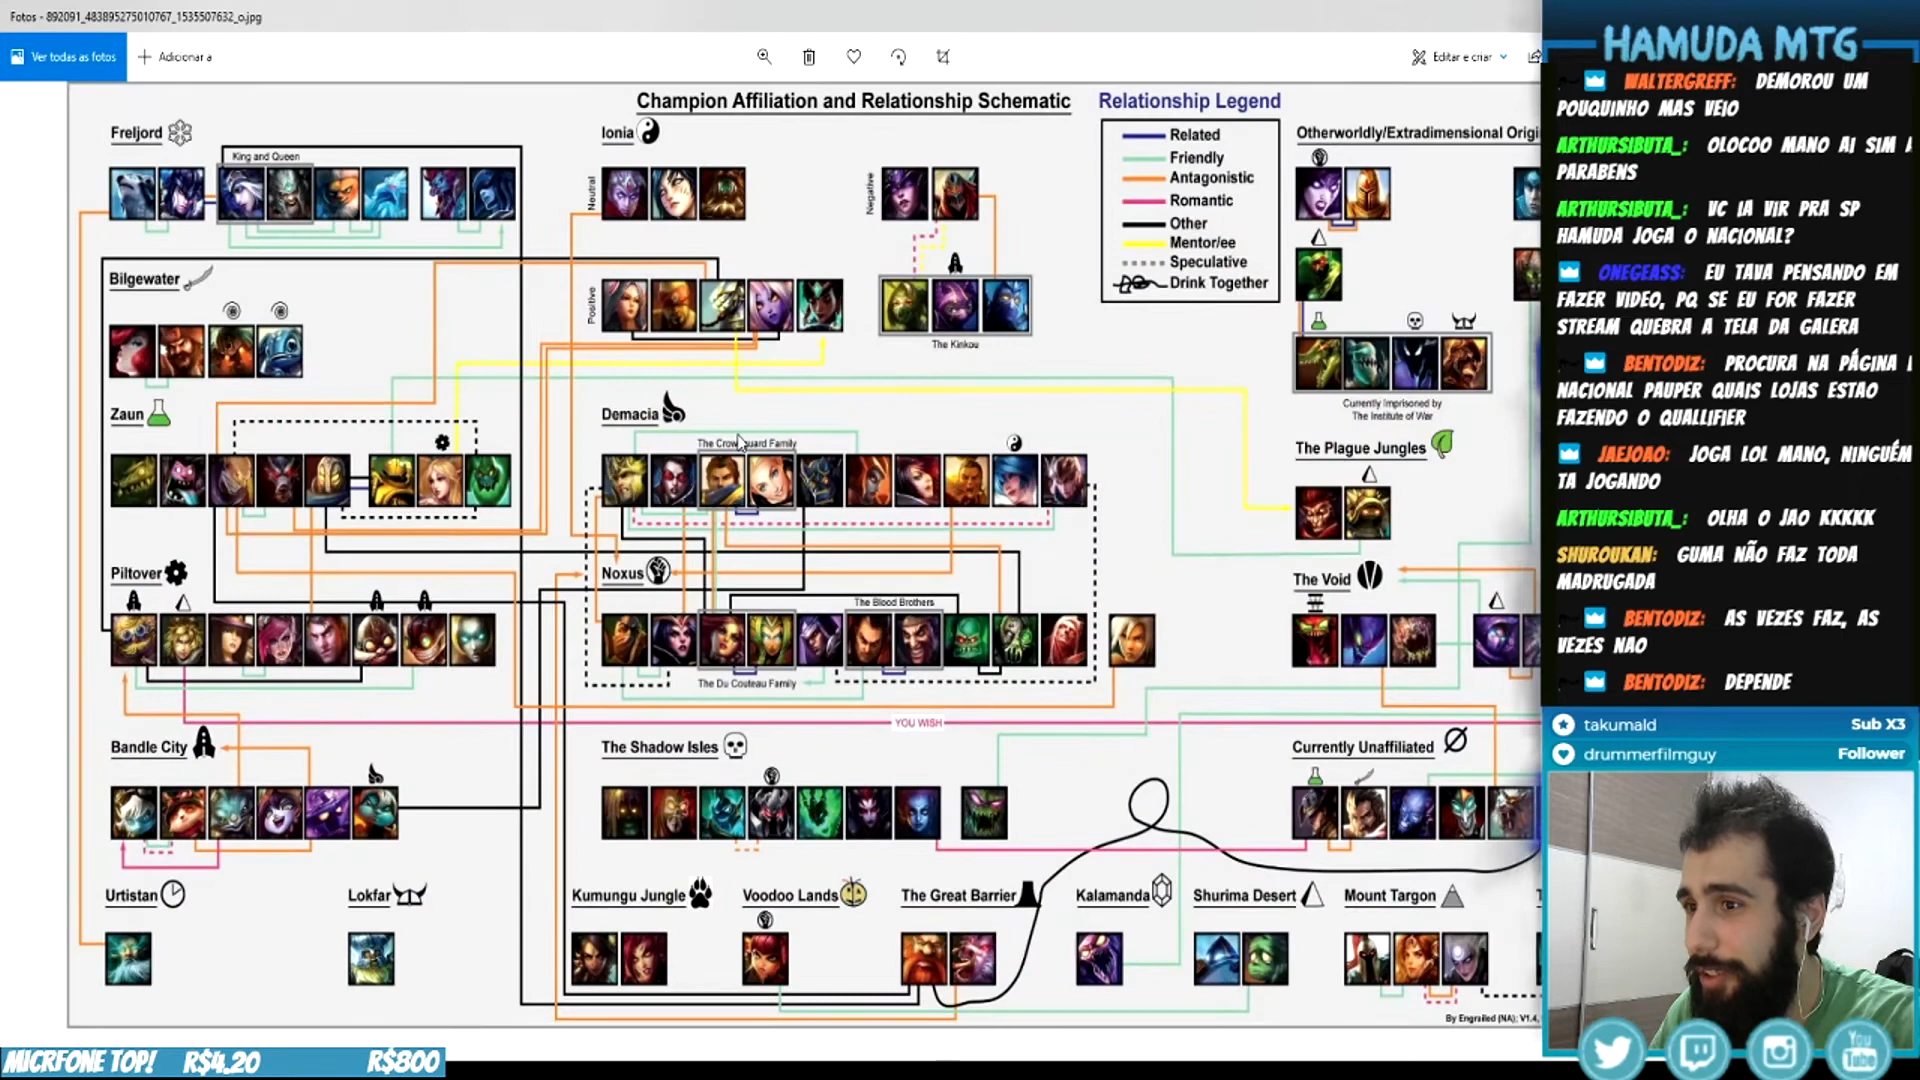 Fotos - 892091_483895275010767_1535507632_o.jpg
Ver todas as fotos
Adicionar a
Editar e criar
Champion Affiliation and Relationship Schematic
Relationship Legend
Related
Friendly
Antagonistic
Romantic
Other
Mentor/ee
Speculative
Drink Together
Freljord
King and Queen
Ionia
Neutral
Negative
Positive
The Kinkou
Otherworldly/Extradimensional Origi
Currently Imprisoned by
The Institute of War
Bilgewater
Zaun
Demacia
The Crownguard Family
The Plague Jungles
Piltover
Noxus
The Blood Brothers
The Du Couteau Family
The Void
YOU WISH
Bandle City
The Shadow Isles
Currently Unaffiliated
Urtistan
Lokfar
Kumungu Jungle
Voodoo Lands
The Great Barrier
Kalamanda
Shurima Desert
Mount Targon
By Engrailed (NA); V1.4,
HAMUDA MTG
WALTERGREFF: DEMOROU UM
POUQUINHO MAS VEIO
ARTHURSIBUTA_: OLOCOO MANO AI SIM
PARABENS
ARTHURSIBUTA_: VC IA VIR PRA SP
HAMUDA JOGA O NACIONAL?
ONEGEASS: EU TAVA PENSANDO EM
FAZER VIDEO, PQ SE EU FOR FAZER
STREAM QUEBRA A TELA DA GALERA
BENTODIZ: PROCURA NA PÁGINA
NACIONAL PAUPER QUAIS LOJAS ESTAO
FAZENDO O QUALLIFIER
JAEJOAO: JOGA LOL MANO, NINGUÉM
TA JOGANDO
ARTHURSIBUTA_: OLHA O JAO KKKKK
SHUROUKAN: GUMA NÃO FAZ TODA
MADRUGADA
BENTODIZ: AS VEZES FAZ, AS
VEZES NAO
BENTODIZ: DEPENDE
takumald Sub X3
drummerfilmguy Follower
You
Tube
MICRFONE TOP! R$4.20 R$800